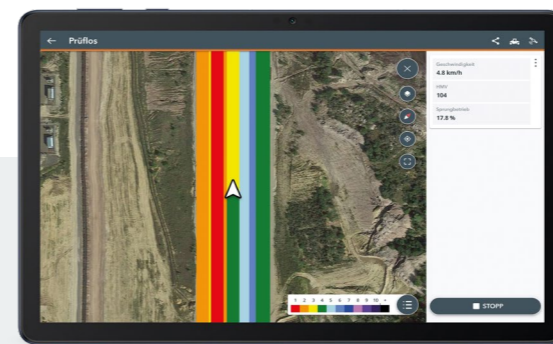 Prüflos
Geschwindigkeit
4.8 km/h
HMV
104
Sprungbetrieb
17.8 %
1 2 3 4 5 6 7 8 9 10 +
STOPP